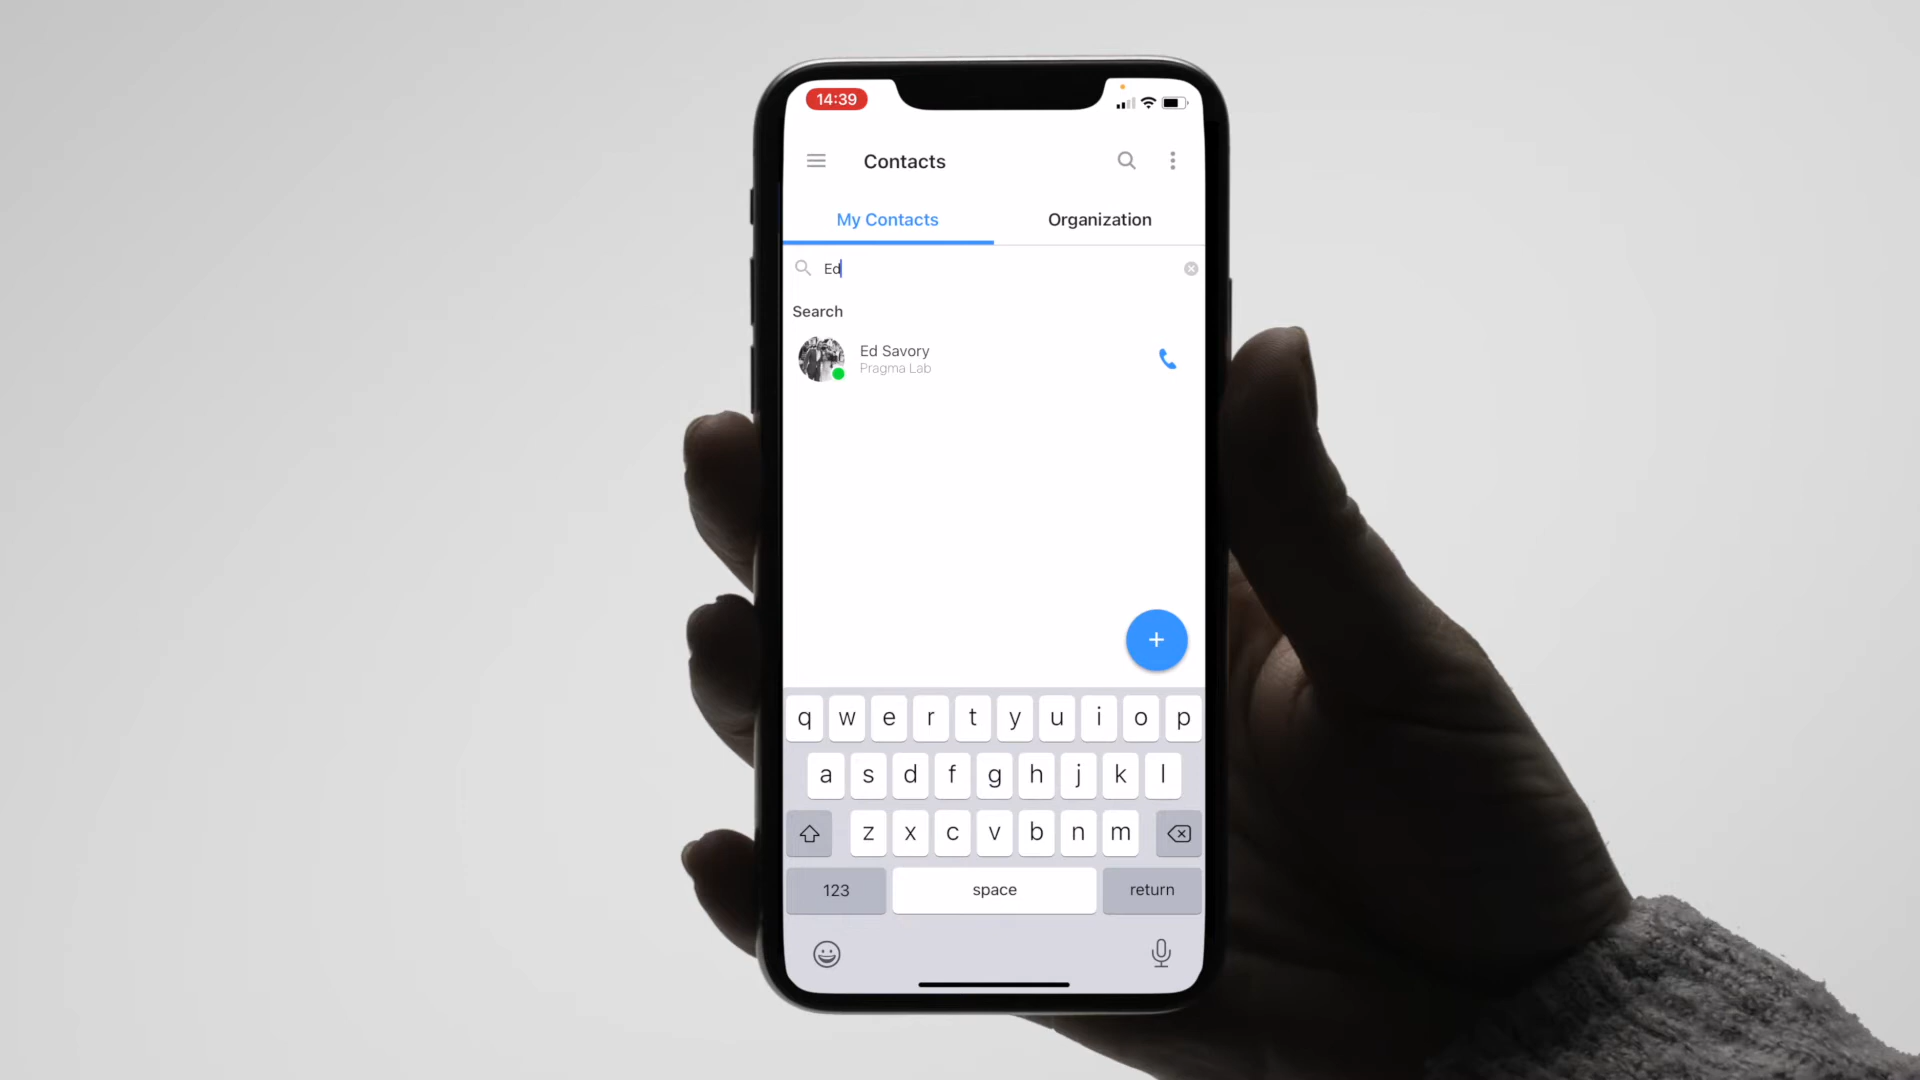 14:39
Contacts
My Contacts
Organization
Ed
Search
Ed Savory
Pragma Lab
+
q w e r t y u i o p
a s d f g h j k l
z x c v b n m
123 space return